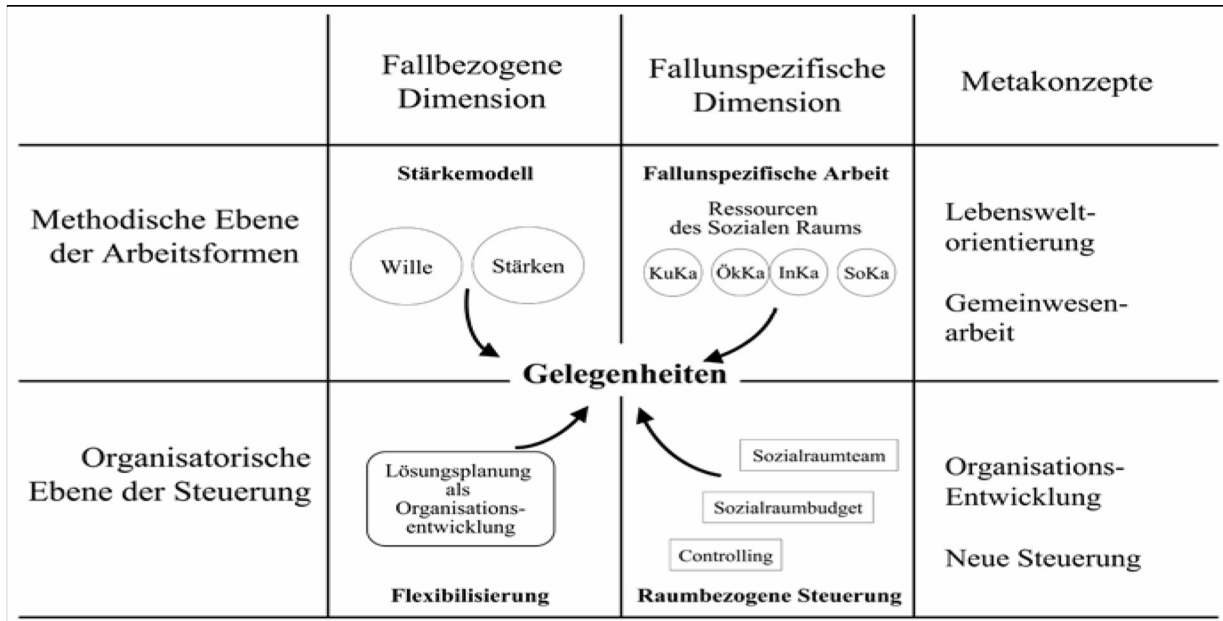 Fallbezogene
Dimension
Fallunspezifische
Dimension
Metakonzepte
Methodische Ebene
der Arbeitsformen
Stärkemodell
Wille
Stärken
Fallunspezifische Arbeit
Ressourcen
des Sozialen Raums
KuKa
ÖkKa
InKa
SoKa
Lebenswelt-
orientierung
Gemeinwesen-
arbeit
Gelegenheiten
Organisatorische
Ebene der Steuerung
Lösungsplanung
als
Organisations-
entwicklung
Flexibilisierung
Sozialraumteam
Sozialraumbudget
Controlling
Raumbezogene Steuerung
Organisations-
Entwicklung
Neue Steuerung